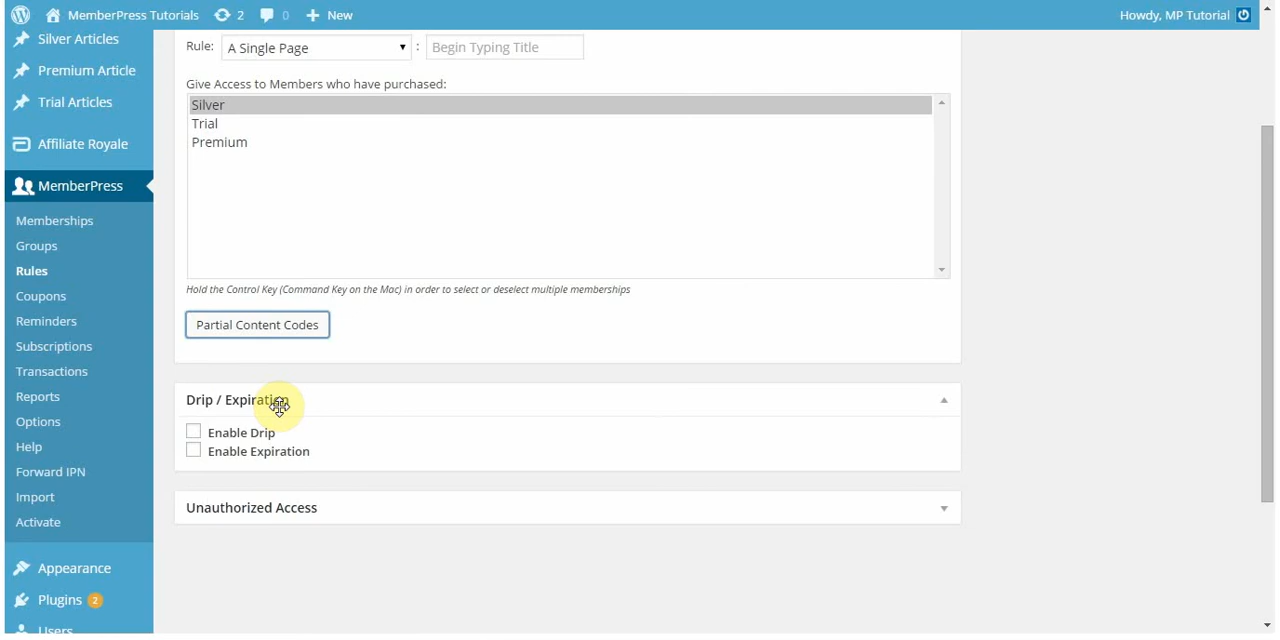 MemberPress Tutorials 2 0 New Howdy, MP Tutorial
Silver Articles
Premium Article
Trial Articles
Affiliate Royale
MemberPress
Memberships
Groups
Rules
Coupons
Reminders
Subscriptions
Transactions
Reports
Options
Help
Forward IPN
Import
Activate
Appearance
Plugins 2
Users
Rule: A Single Page : Begin Typing Title
Give Access to Members who have purchased:
Silver
Trial
Premium
Hold the Control Key (Command Key on the Mac) in order to select or deselect multiple memberships
Partial Content Codes
Drip / Expiration
Enable Drip
Enable Expiration
Unauthorized Access